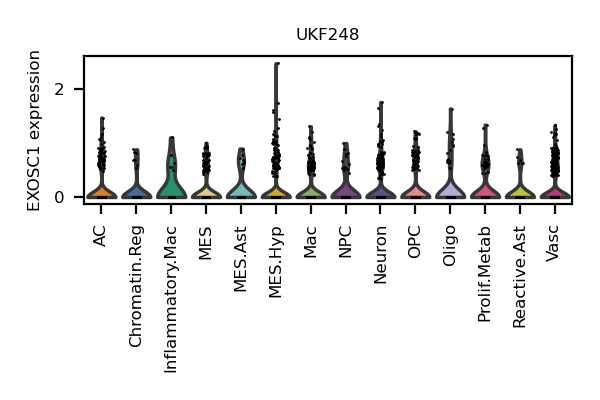 UKF248
EXOSC1 expression
2
0
AC
Chromatin.Reg
Inflammatory.Mac
MES
MES.Ast
MES.Hyp
Mac
NPC
Neuron
OPC
Oligo
Prolif.Metab
Reactive.Ast
Vasc